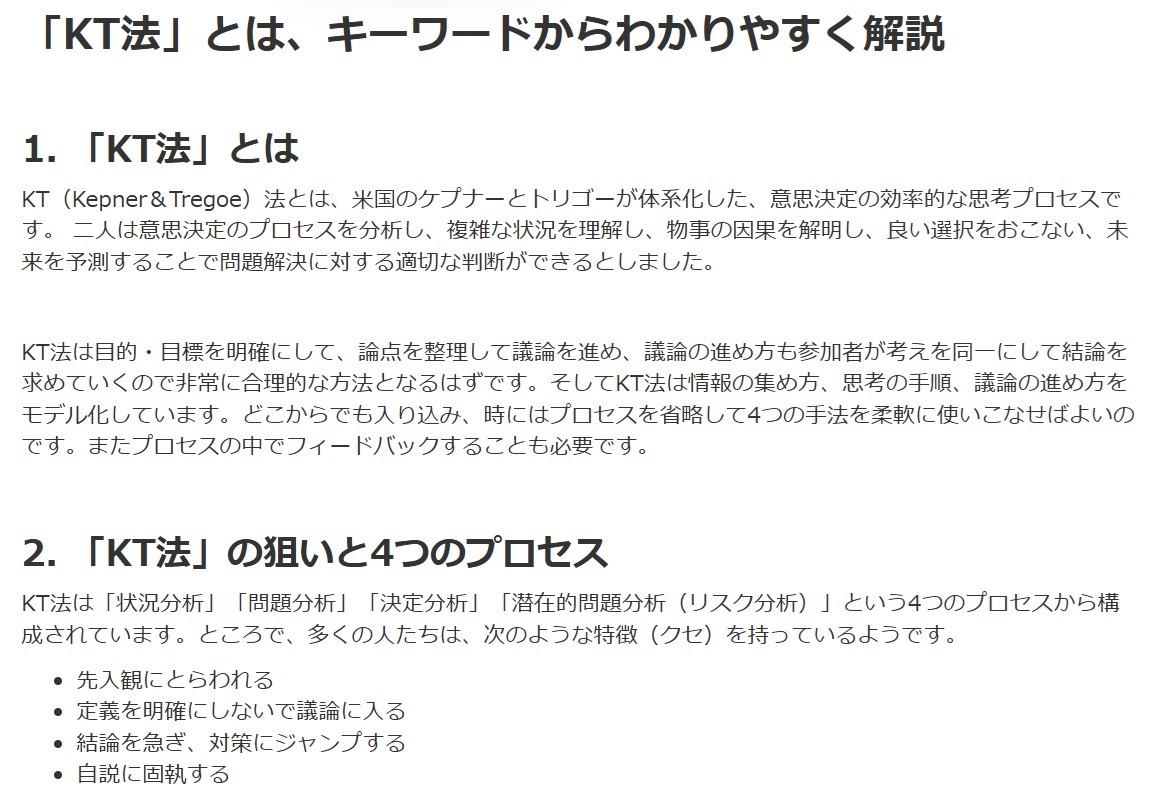 「KT法」とは、キーワードからわかりやすく解説
1. 「KT法」とは
KT（Kepner＆Tregoe）法とは、米国のケプナーとトリゴーが体系化した、意思決定の効率的な思考プロセスで
す。 二人は意思決定のプロセスを分析し、複雑な状況を理解し、物事の因果を解明し、良い選択をおこない、未
来を予測することで問題解決に対する適切な判断ができるとしました。
KT法は目的・目標を明確にして、論点を整理して議論を進め、議論の進め方も参加者が考えを同一にして結論を
求めていくので非常に合理的な方法となるはずです。そしてKT法は情報の集め方、思考の手順、議論の進め方を
モデル化しています。どこからでも入り込み、時にはプロセスを省略して4つの手法を柔軟に使いこなせばよいの
です。またプロセスの中でフィードバックすることも必要です。
2. 「KT法」の狙いと4つのプロセス
KT法は「状況分析」「問題分析」「決定分析」「潜在的問題分析（リスク分析）」という4つのプロセスから構
成されています。ところで、多くの人たちは、次のような特徴（クセ）を持っているようです。
• 先入観にとらわれる
• 定義を明確にしないで議論に入る
• 結論を急ぎ、対策にジャンプする
• 自説に固執する